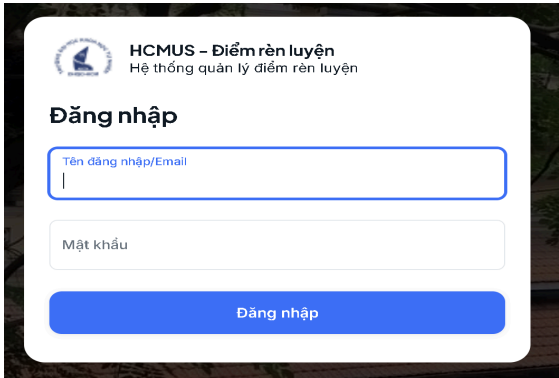 HCMUS – Điểm rèn luyện
Hệ thống quản lý điểm rèn luyện
Đăng nhập
Tên đăng nhập/Email
Mật khẩu
Đăng nhập